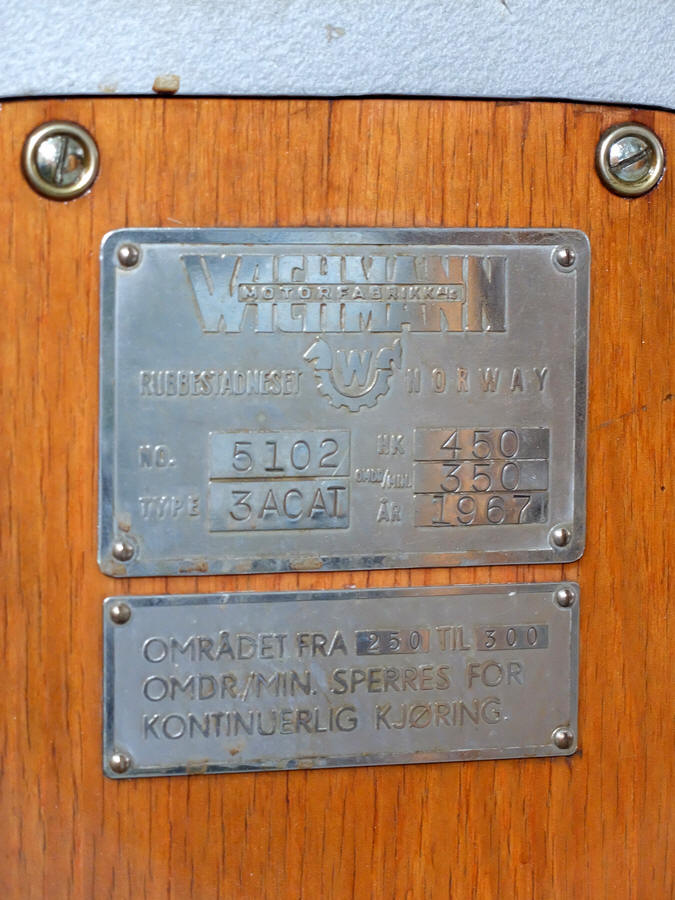 WICHMANN
MOTORFABRIKK A/S
RUBBESTADNESET W NORWAY
NO. 5102 HK 450
OMDR/MIN. 350
TYPE 3ACAT ÅR 1967
OMRÅDET FRA 250 TIL 300
OMDR./MIN. SPERRES FOR
KONTINUERLIG KJØRING.